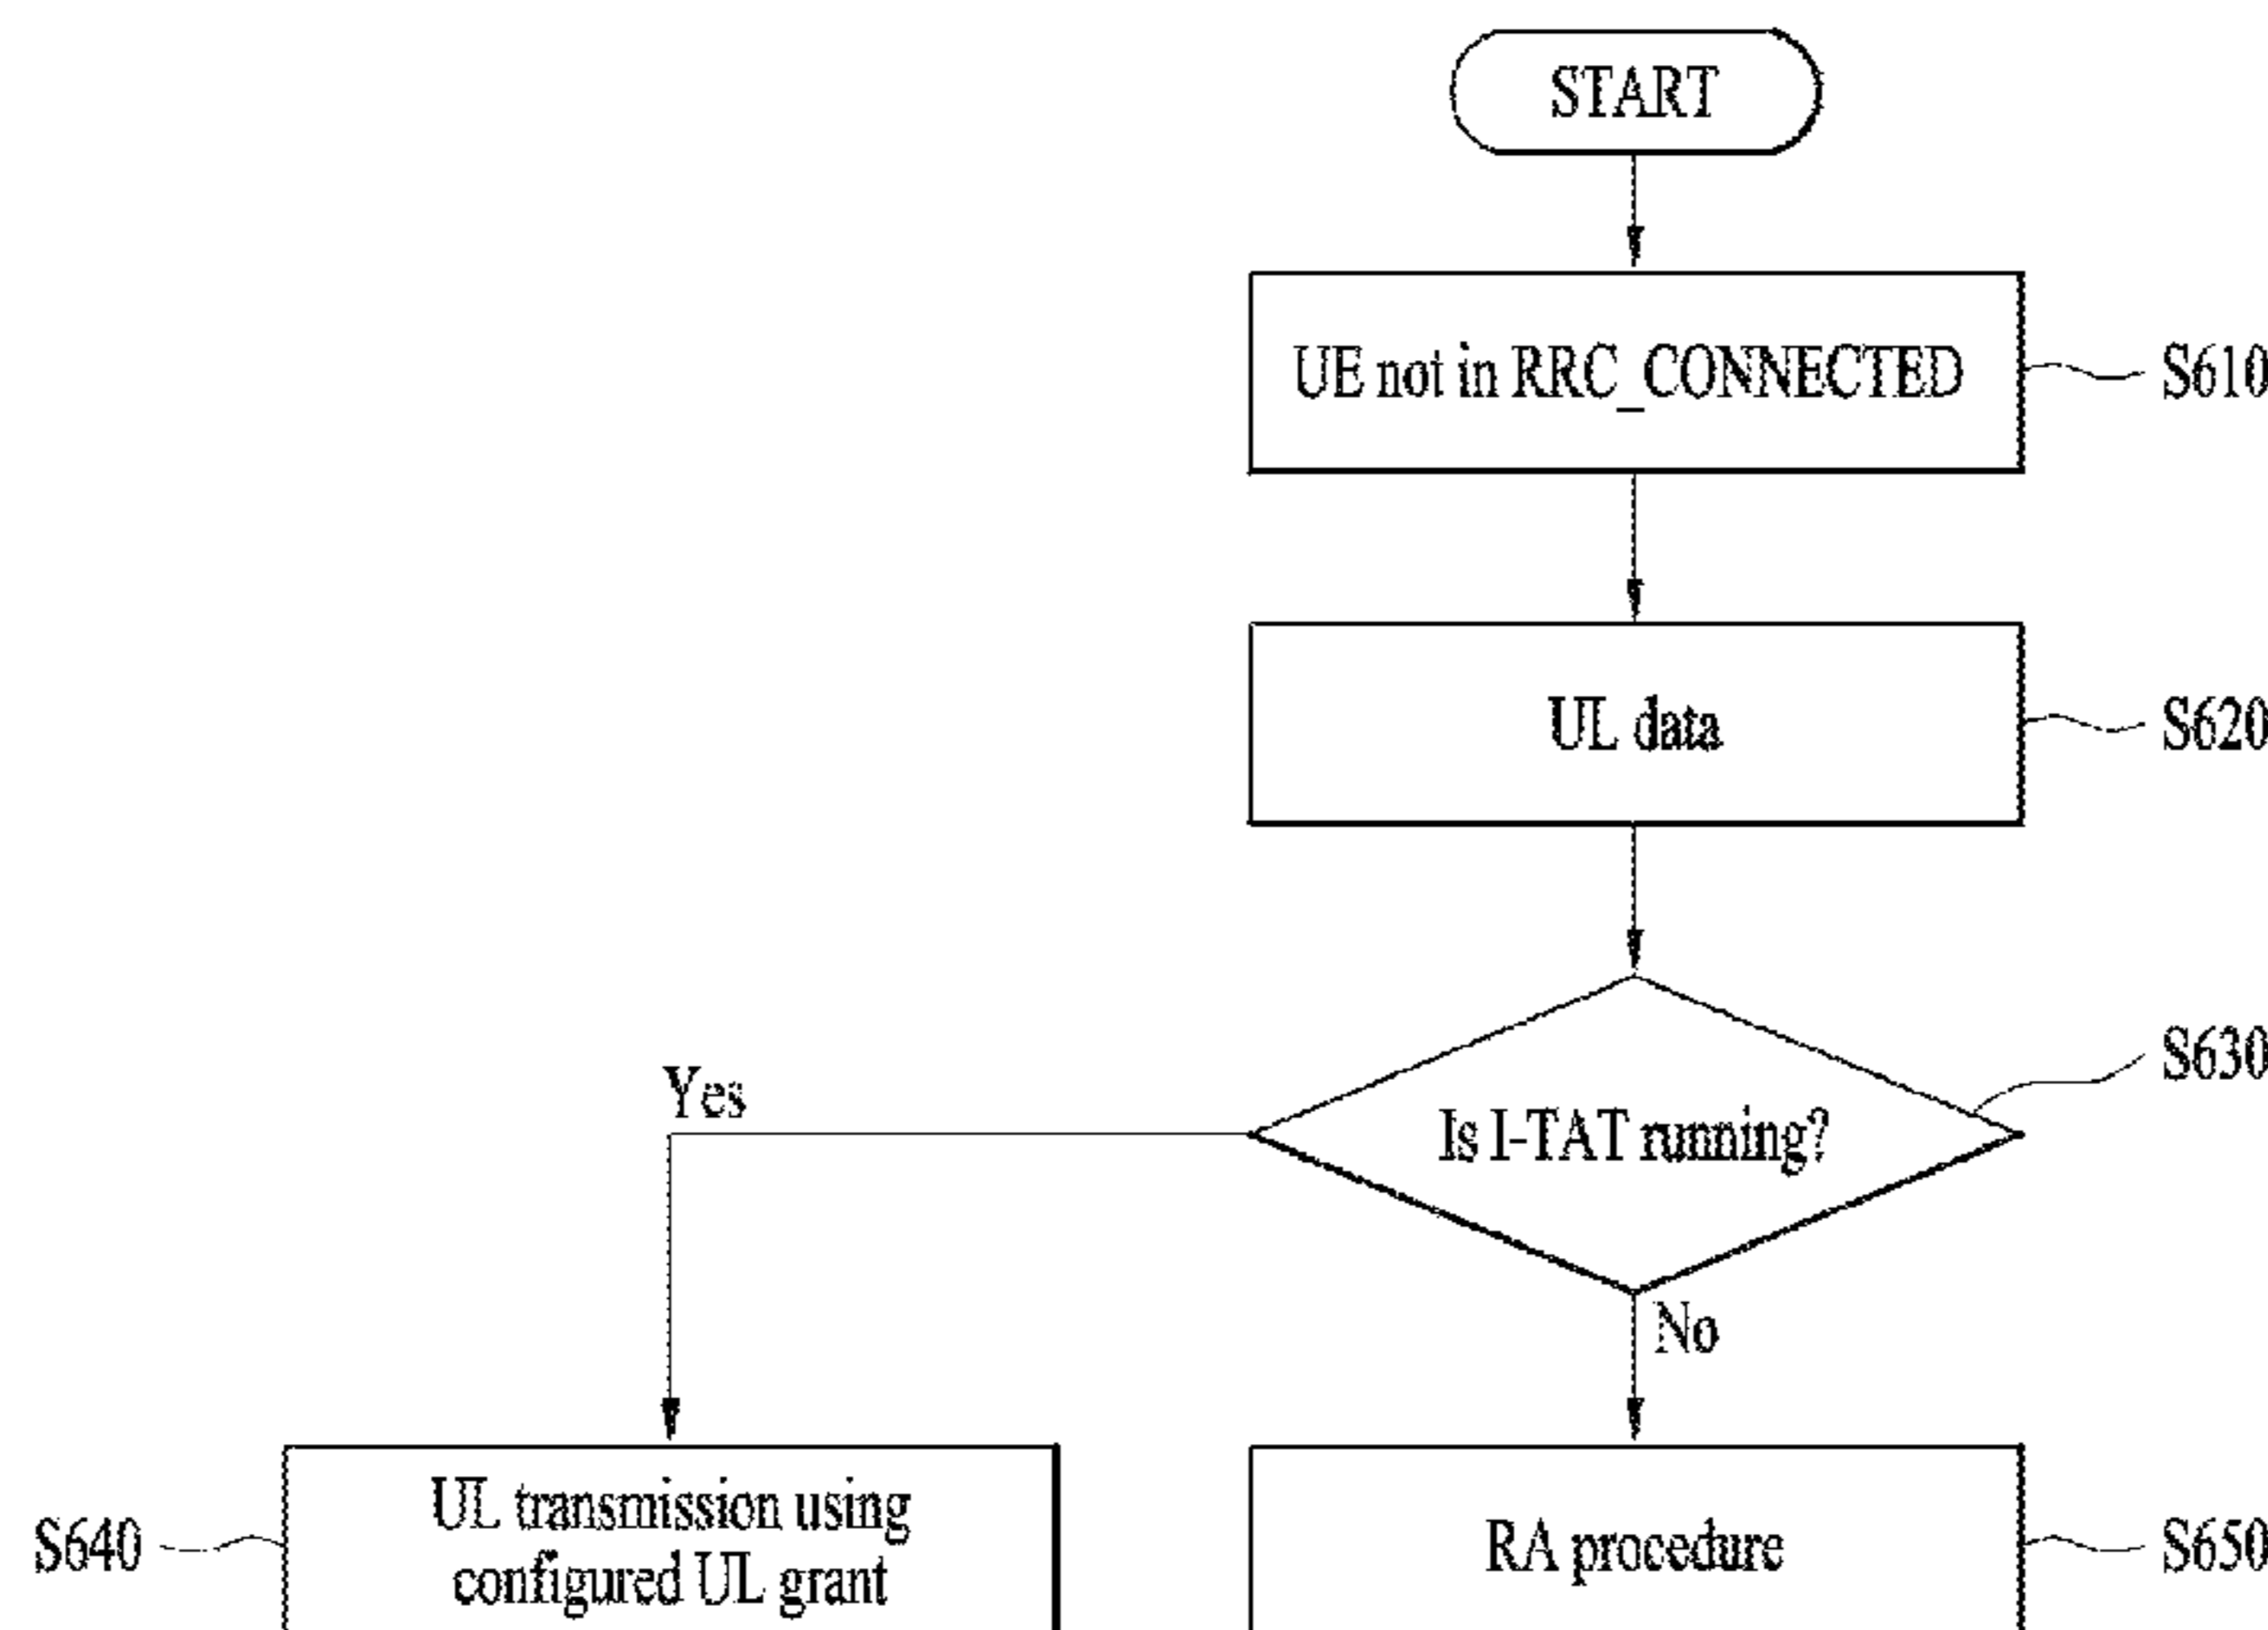 START
UE not in RRC_CONNECTED
S610
UL data
S620
S630
Yes
Is I-TAT running?
No
UL transmission using
configured UL grant
S640
RA procedure
S650